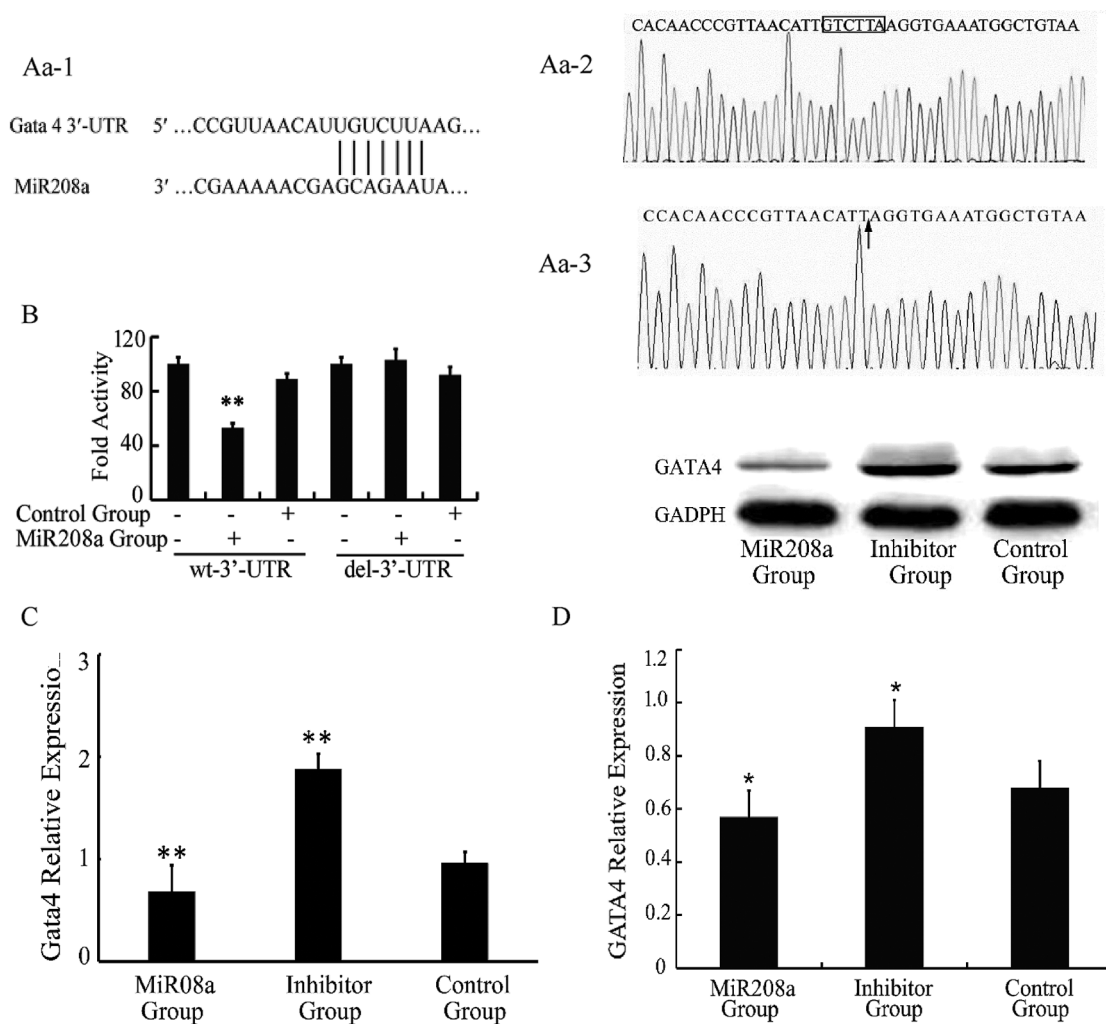 Aa-1
Gata 4 3'-UTR 5' ...CCGUUAACAUUGUCUUAAG...
MiR208a 3' ...CGAAAAACGAGCAGAAUA...
Aa-2
CACAACCCGTTAACATTGTCTTAAGGTGAAATGGCTGTAA
Aa-3
CCACAACCCGTTAACATTAGGTGAAATGGCTGTAA
B
Fold Activity
120
80
40
0
** 
Control Group - - + - - +
MiR208a Group - + - - + -
wt-3'-UTR del-3'-UTR
GATA4
GADPH
MiR208a Group
Inhibitor Group
Control Group
C
Gata4 Relative Expressio
3
2
1
0
**
**
MiR08a Group
Inhibitor Group
Control Group
D
GATA4 Relative Expression
1.2
1.0
0.8
0.6
0.4
0.2
0
*
*
MiR208a Group
Inhibitor Group
Control Group